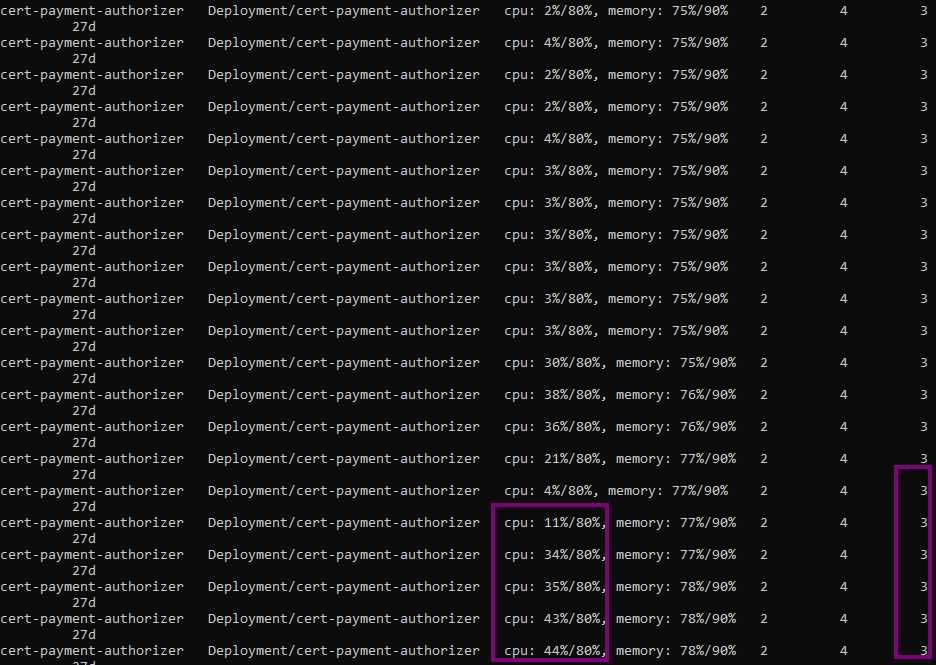 cert-payment-authorizer   Deployment/cert-payment-authorizer   cpu: 2%/80%, memory: 75%/90%   2         4         3
         27d
cert-payment-authorizer   Deployment/cert-payment-authorizer   cpu: 4%/80%, memory: 75%/90%   2         4         3
         27d
cert-payment-authorizer   Deployment/cert-payment-authorizer   cpu: 2%/80%, memory: 75%/90%   2         4         3
         27d
cert-payment-authorizer   Deployment/cert-payment-authorizer   cpu: 2%/80%, memory: 75%/90%   2         4         3
         27d
cert-payment-authorizer   Deployment/cert-payment-authorizer   cpu: 4%/80%, memory: 75%/90%   2         4         3
         27d
cert-payment-authorizer   Deployment/cert-payment-authorizer   cpu: 3%/80%, memory: 75%/90%   2         4         3
         27d
cert-payment-authorizer   Deployment/cert-payment-authorizer   cpu: 3%/80%, memory: 75%/90%   2         4         3
         27d
cert-payment-authorizer   Deployment/cert-payment-authorizer   cpu: 3%/80%, memory: 75%/90%   2         4         3
         27d
cert-payment-authorizer   Deployment/cert-payment-authorizer   cpu: 3%/80%, memory: 75%/90%   2         4         3
         27d
cert-payment-authorizer   Deployment/cert-payment-authorizer   cpu: 3%/80%, memory: 75%/90%   2         4         3
         27d
cert-payment-authorizer   Deployment/cert-payment-authorizer   cpu: 3%/80%, memory: 75%/90%   2         4         3
         27d
cert-payment-authorizer   Deployment/cert-payment-authorizer   cpu: 30%/80%, memory: 75%/90%   2         4         3
         27d
cert-payment-authorizer   Deployment/cert-payment-authorizer   cpu: 38%/80%, memory: 76%/90%   2         4         3
         27d
cert-payment-authorizer   Deployment/cert-payment-authorizer   cpu: 36%/80%, memory: 76%/90%   2         4         3
         27d
cert-payment-authorizer   Deployment/cert-payment-authorizer   cpu: 21%/80%, memory: 77%/90%   2         4         3
         27d
cert-payment-authorizer   Deployment/cert-payment-authorizer   cpu: 4%/80%, memory: 77%/90%   2         4         3
         27d
cert-payment-authorizer   Deployment/cert-payment-authorizer   cpu: 11%/80%, memory: 77%/90%   2         4         3
         27d
cert-payment-authorizer   Deployment/cert-payment-authorizer   cpu: 34%/80%, memory: 77%/90%   2         4         3
         27d
cert-payment-authorizer   Deployment/cert-payment-authorizer   cpu: 35%/80%, memory: 78%/90%   2         4         3
         27d
cert-payment-authorizer   Deployment/cert-payment-authorizer   cpu: 43%/80%, memory: 78%/90%   2         4         3
         27d
cert-payment-authorizer   Deployment/cert-payment-authorizer   cpu: 44%/80%, memory: 78%/90%   2         4         3
         27d